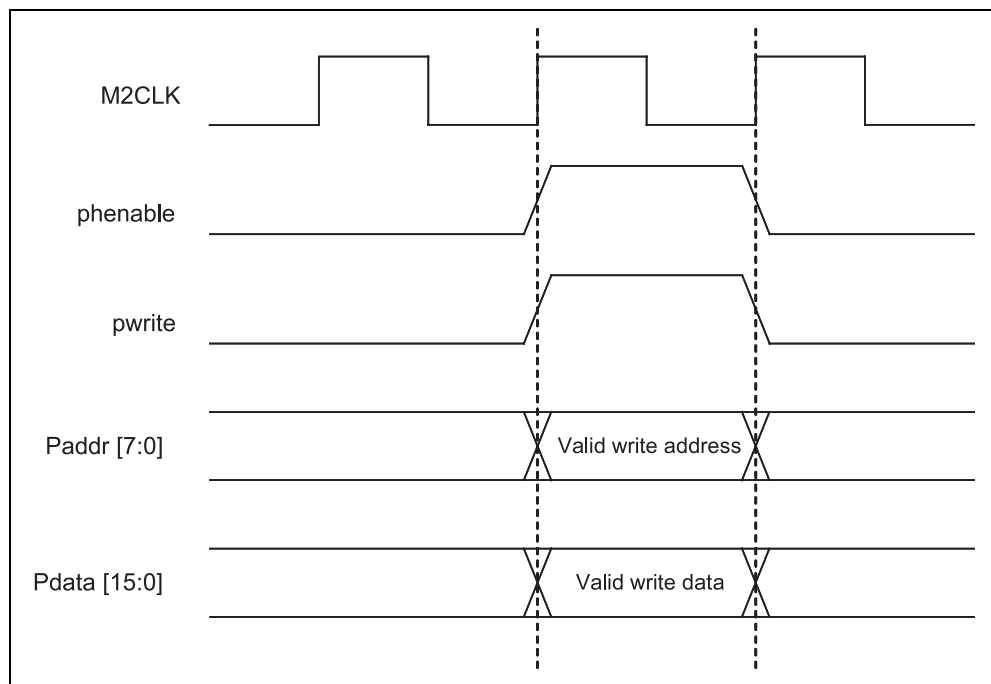 M2CLK
phenable
pwrite
Paddr [7:0]
Valid write address
Pdata [15:0]
Valid write data